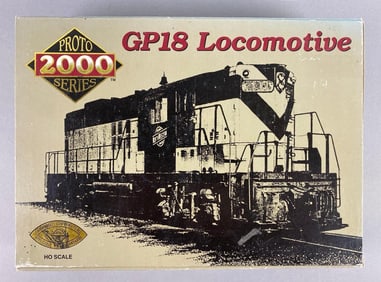 PROTO
2000
SERIES
GP18 Locomotive
HO SCALE